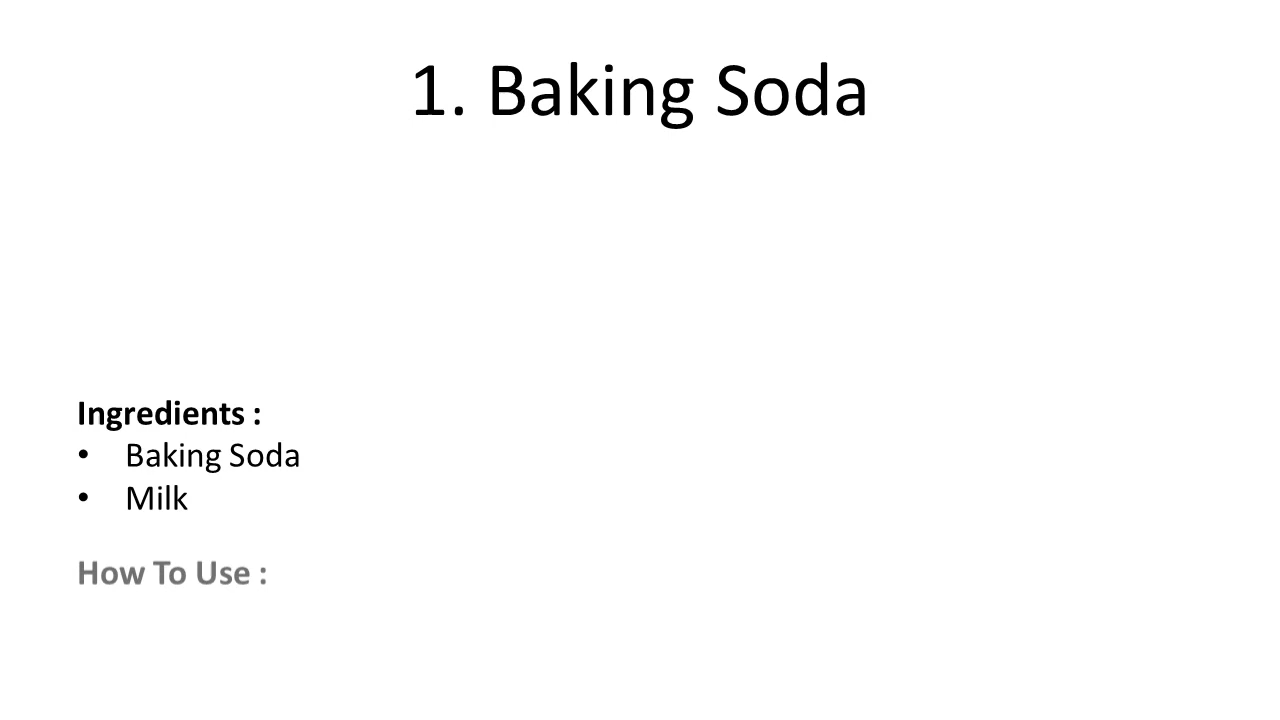 1. Baking Soda
Ingredients :
• Baking Soda
• Milk
How To Use :